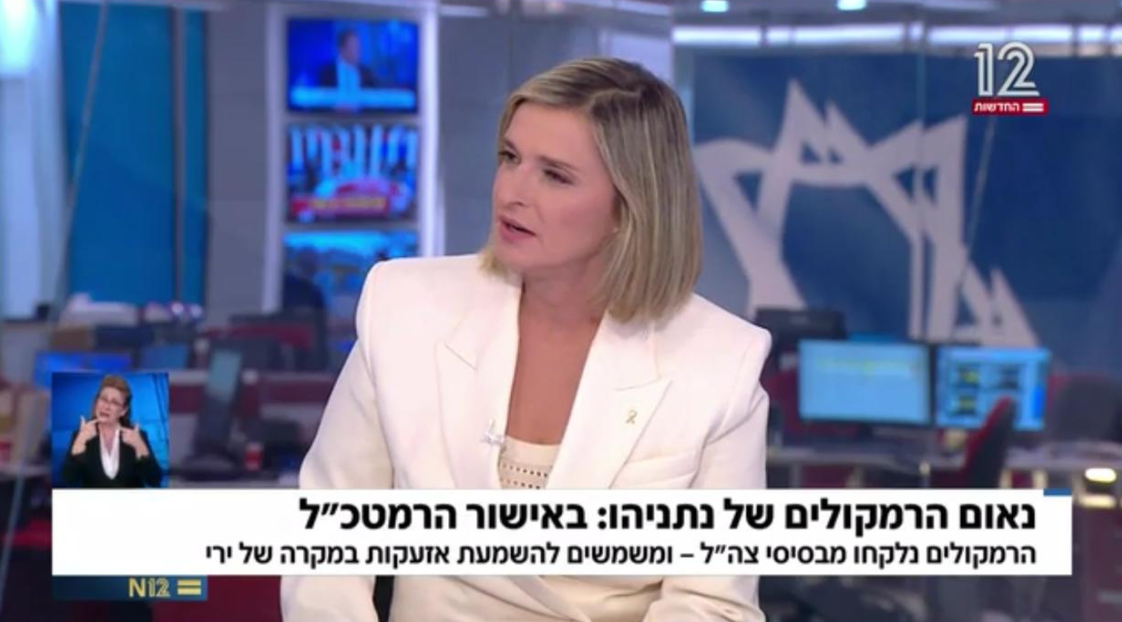 12
החדשות
נאום הרמקולים של נתניהו: באישור הרמטכ״ל
הרמקולים נלקחו מבסיסי צה״ל – ומשמשים להשמעת אזעקות במקרה של ירי
N12